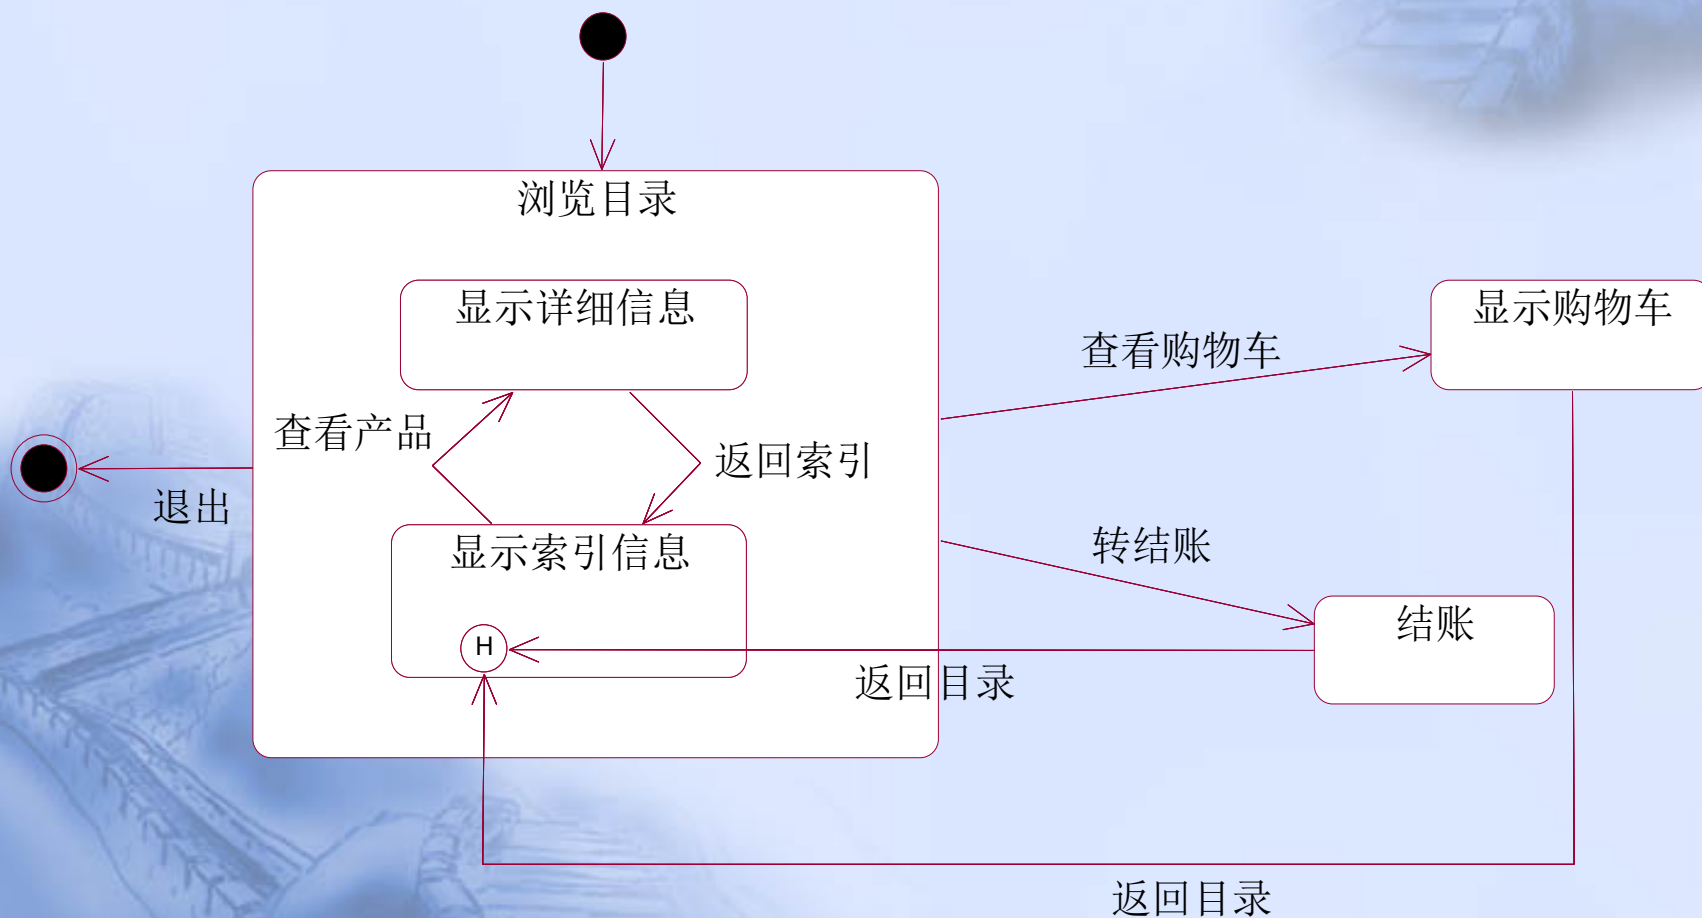 浏览目录
显示详细信息
显示购物车
查看购物车
查看产品
返回索引
退出
显示索引信息
转结账
结账
H
返回目录
返回目录